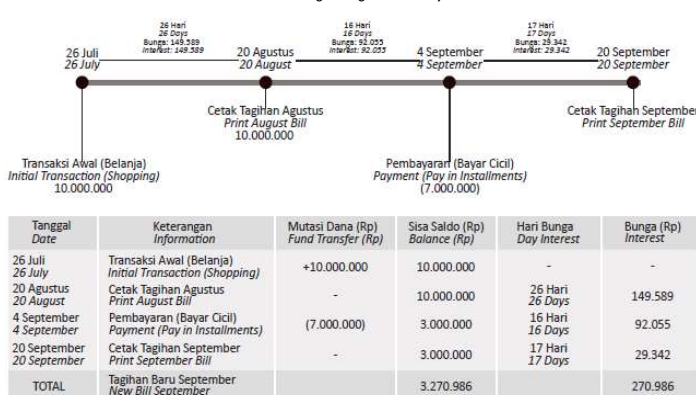 26 Hari
26 Days
Bunga: 149.589
Interest: 149.589
16 Hari
16 Days
Bunga: 92.055
Interest: 92.055
17 Hari
17 Days
Bunga: 29.342
Interest: 29.342
26 Juli
26 July
20 Agustus
20 August
4 September
4 September
20 September
20 September
Cetak Tagihan Agustus
Print August Bill
10.000.000
Cetak Tagihan September
Print September Bill
Transaksi Awal (Belanja)
Initial Transaction (Shopping)
10.000.000
Pembayaran (Bayar Cicil)
Payment (Pay in Installments)
(7.000.000)
Tanggal Keterangan Mutasi Dana (Rp) Sisa Saldo (Rp) Hari Bunga Bunga (Rp)
Date Information Fund Transfer (Rp) Balance (Rp) Day Interest Interest
26 Juli Transaksi Awal (Belanja) +10.000.000 10.000.000 - -
26 July Initial Transaction (Shopping)
20 Agustus Cetak Tagihan Agustus - 10.000.000 26 Hari 149.589
20 August Print August Bill 26 Days
4 September Pembayaran (Bayar Cicil) (7.000.000) 3.000.000 16 Hari 92.055
4 September Payment (Pay in Installments) 16 Days
20 September Cetak Tagihan September - 3.000.000 17 Hari 29.342
20 September Print September Bill 17 Days
TOTAL Tagihan Baru September 3.270.986 270.986
New Bill September